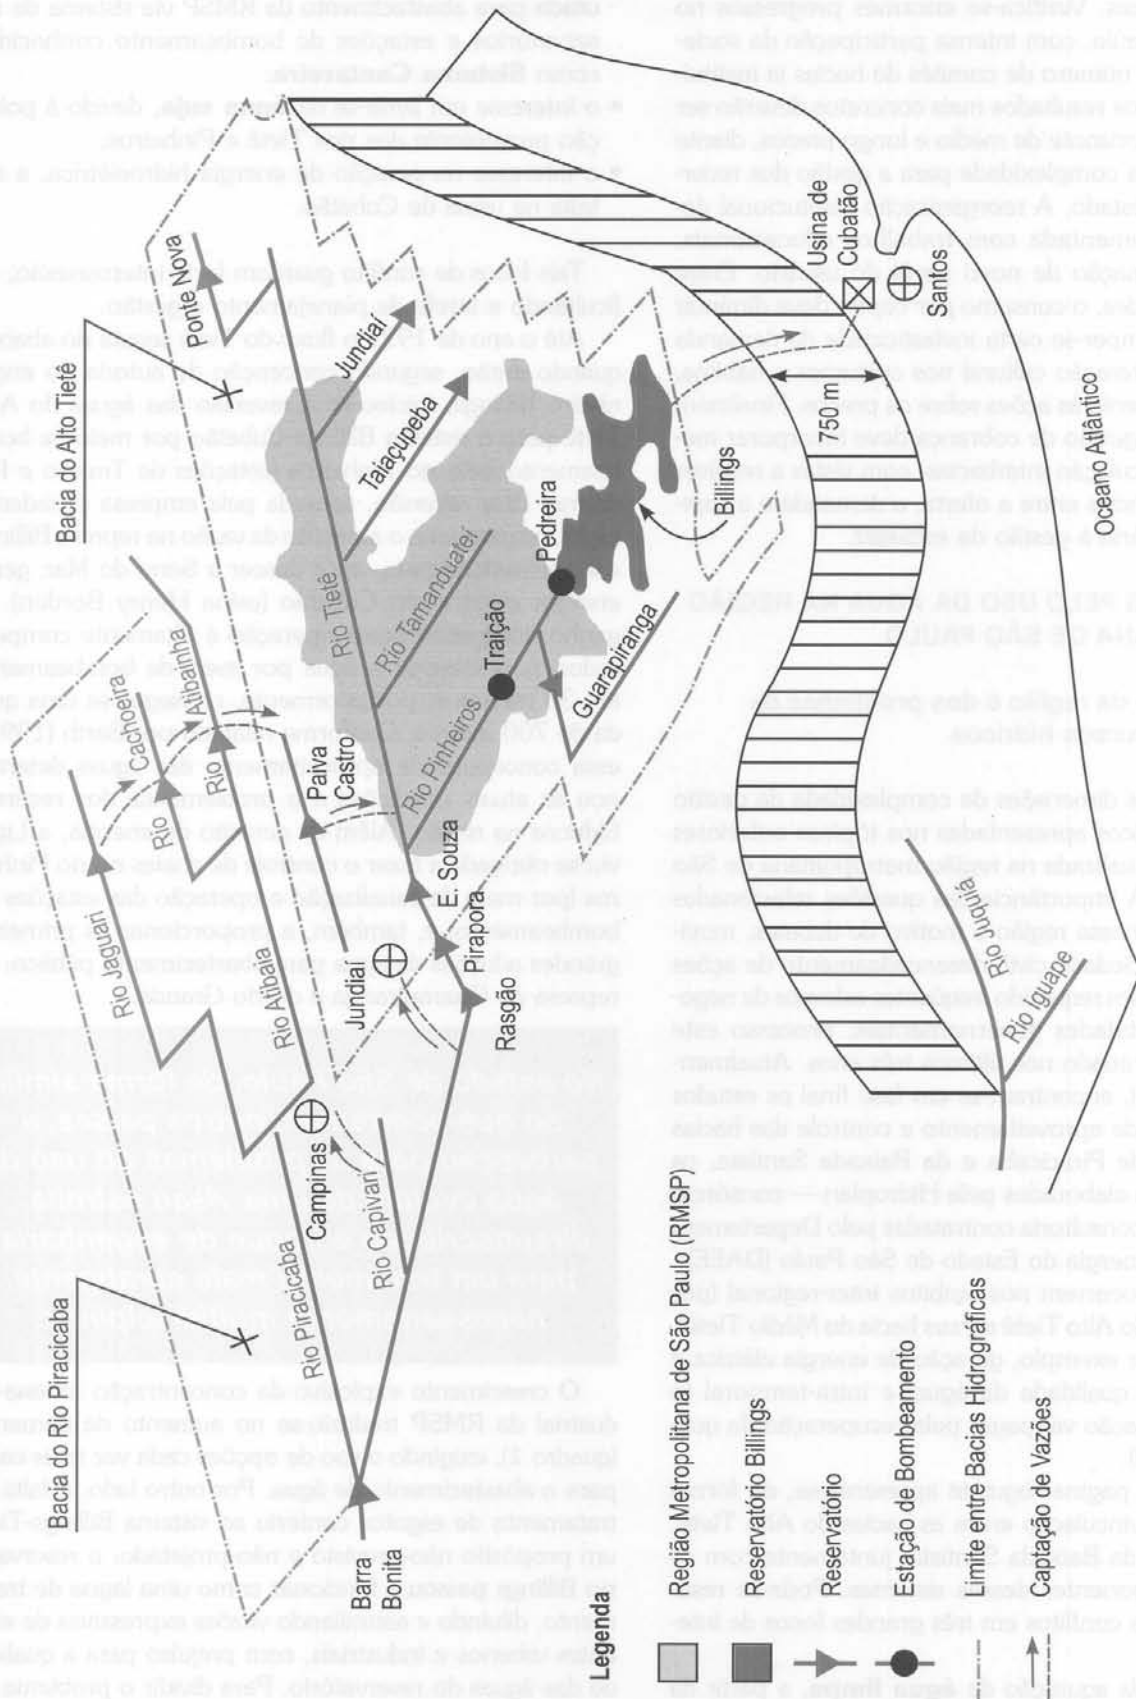 Bacia do Rio Piracicaba
Bacia do Alto Tietê
Rio Jaguari
Rio Cachoeira
Rio Atibainha
Ponte Nova
Rio Atibaia
Paiva
Castro
Jundiaí
Rio Piracicaba
Campinas
Jundiaí
Rio Capivari
Taiaçupeba
Rio Tietê
Rio Tamanduateí
Barra
Bonita
E. Souza
Rio Pinheiros
Pirapora
Rasgão
Traição
Pedreira
Guarapiranga
Billings
750 m
Usina de
Cubatão
Santos
Rio Juquiá
Rio Iguape
Oceano Atlântico
Legenda
Região Metropolitana de São Paulo (RMSP)
Reservatório Billings
Reservatório
Estação de Bombeamento
Limite entre Bacias Hidrográficas
Captação de Vazões